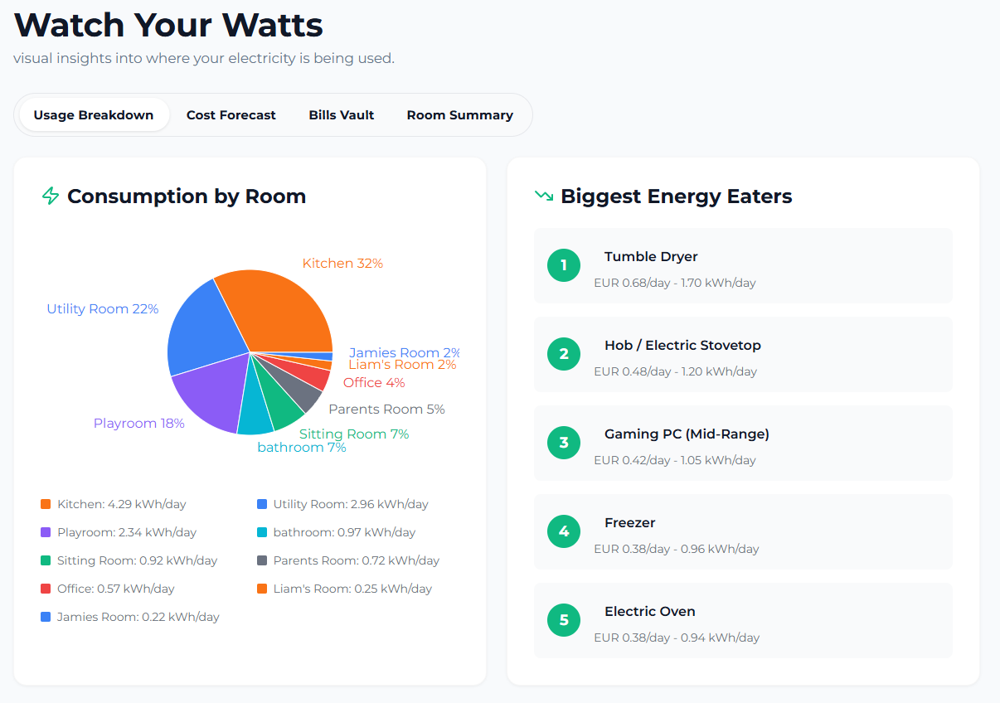 Watch Your Watts
visual insights into where your electricity is being used.
Usage Breakdown
Cost Forecast
Bills Vault
Room Summary
Consumption by Room
Kitchen 32%
Utility Room 22%
Jamies Room 2%
Liam's Room 2%
Office 4%
Parents Room 5%
Playroom 18%
Sitting Room 7%
bathroom 7%
Kitchen: 4.29 kWh/day
Utility Room: 2.96 kWh/day
Playroom: 2.34 kWh/day
bathroom: 0.97 kWh/day
Sitting Room: 0.92 kWh/day
Parents Room: 0.72 kWh/day
Office: 0.57 kWh/day
Liam's Room: 0.25 kWh/day
Jamies Room: 0.22 kWh/day
Biggest Energy Eaters
1
Tumble Dryer
EUR 0.68/day - 1.70 kWh/day
2
Hob / Electric Stovetop
EUR 0.48/day - 1.20 kWh/day
3
Gaming PC (Mid-Range)
EUR 0.42/day - 1.05 kWh/day
4
Freezer
EUR 0.38/day - 0.96 kWh/day
5
Electric Oven
EUR 0.38/day - 0.94 kWh/day